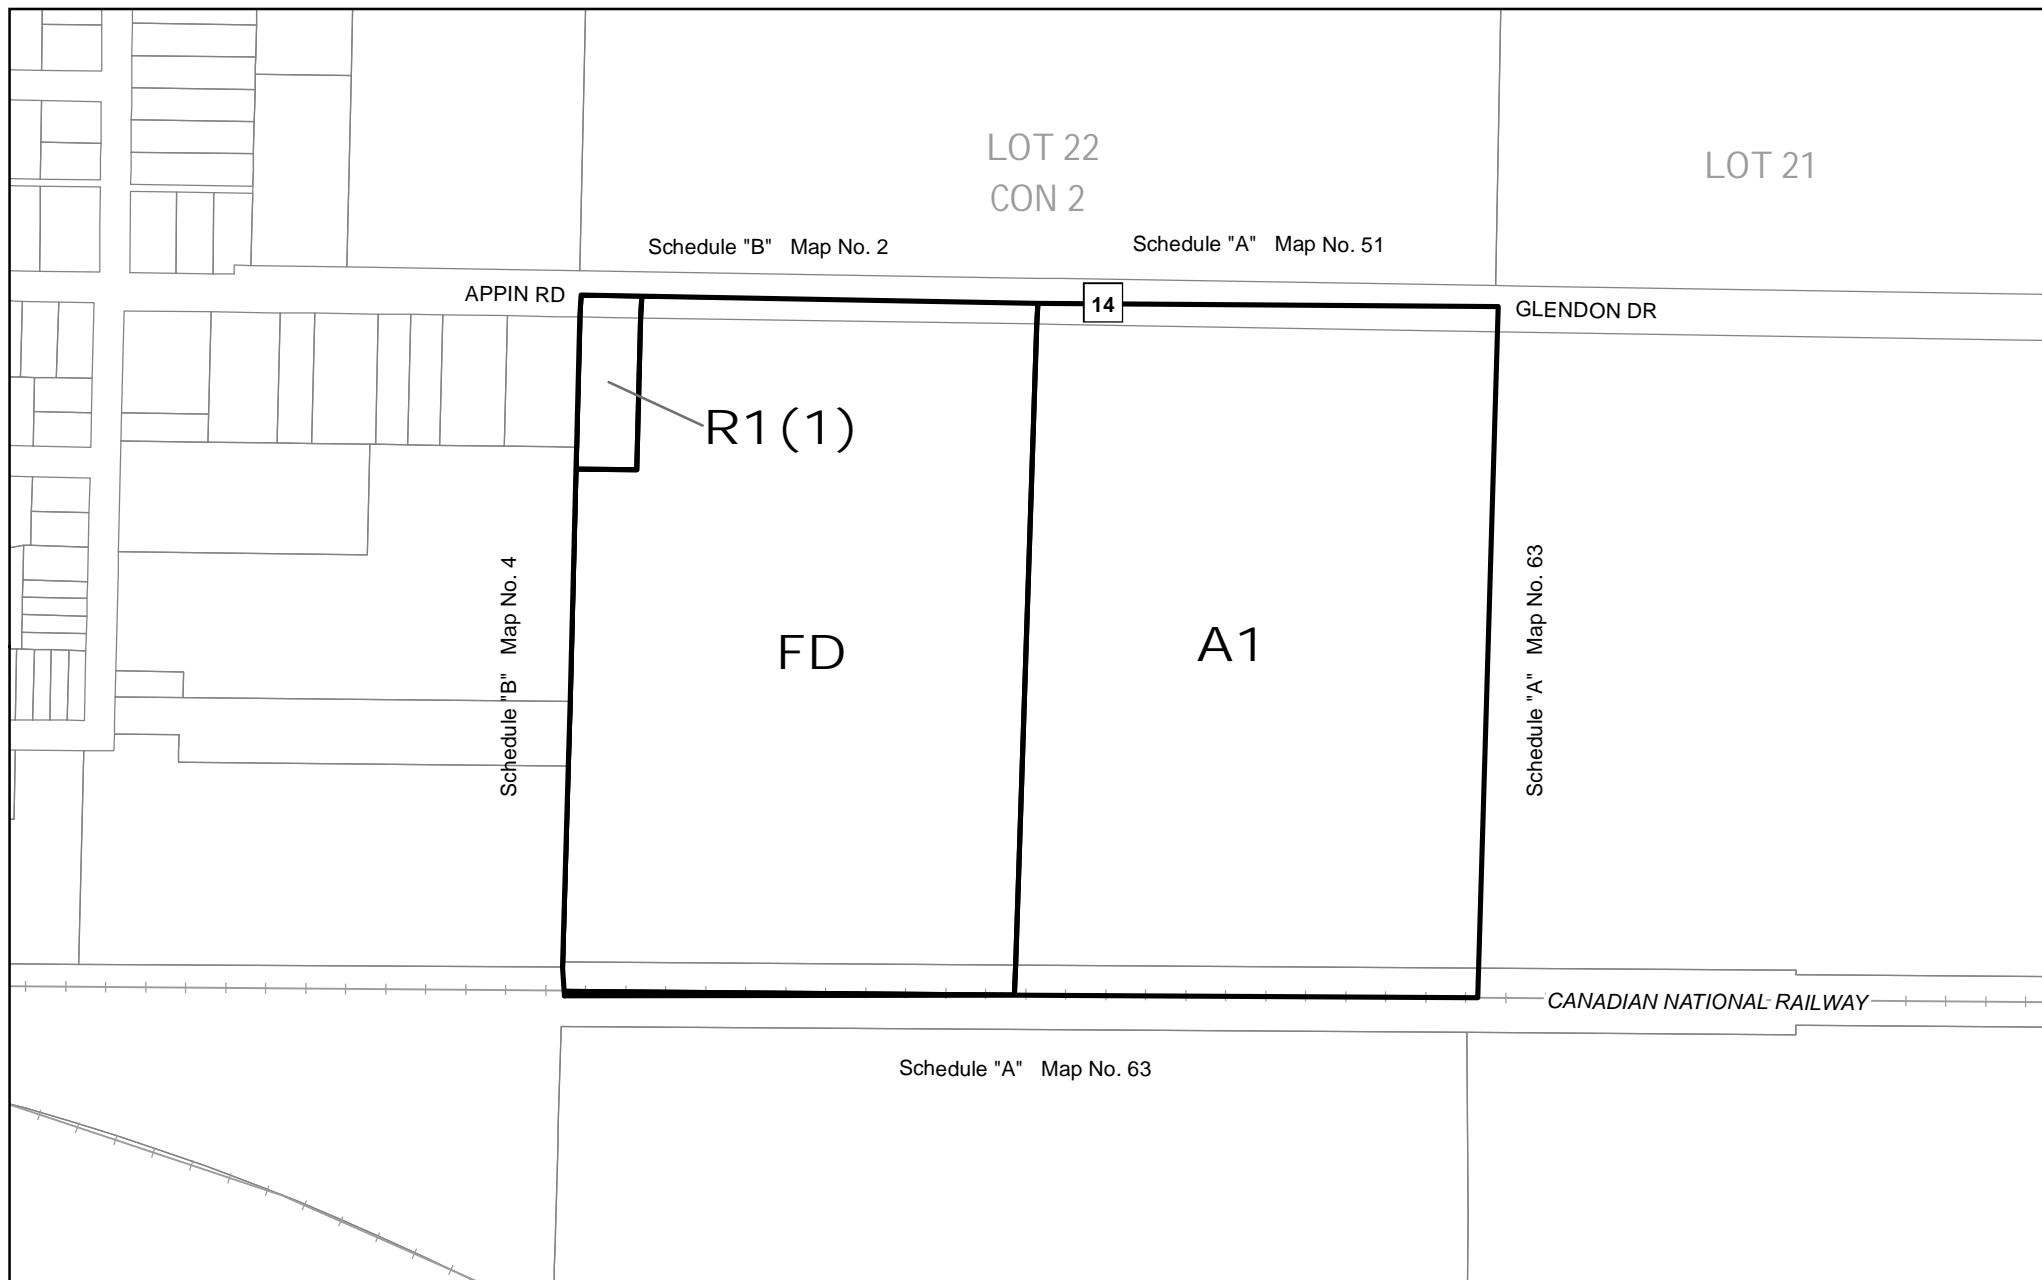 LOT 22
CON 2
LOT 21
Schedule "B" Map No. 2
Schedule "A" Map No. 51
APPIN RD
14
GLENDON DR
R1(1)
Schedule "B" Map No. 4
FD
A1
Schedule "A" Map No. 63
CANADIAN NATIONAL RAILWAY
Schedule "A" Map No. 63